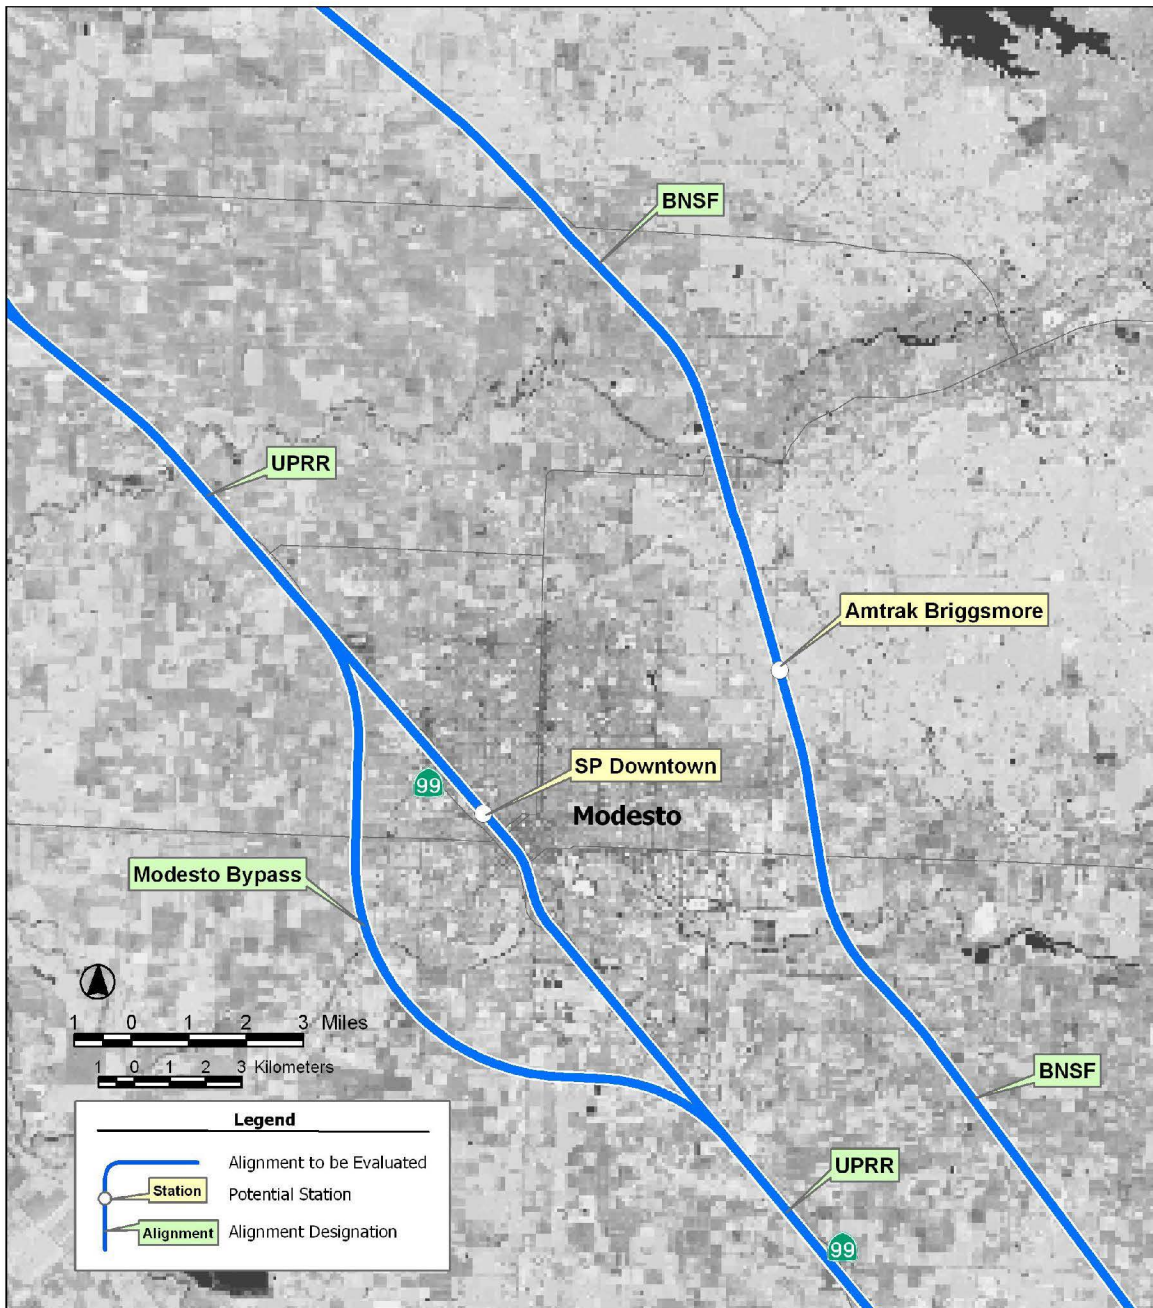 BNSF
UPRR
Amtrak Briggsmore
SP Downtown
99
Modesto
Modesto Bypass
1 0 1 2 3 Miles
1 0 1 2 3 Kilometers
BNSF
Legend
Alignment to be Evaluated
Station Potential Station
Alignment Alignment Designation
UPRR
99